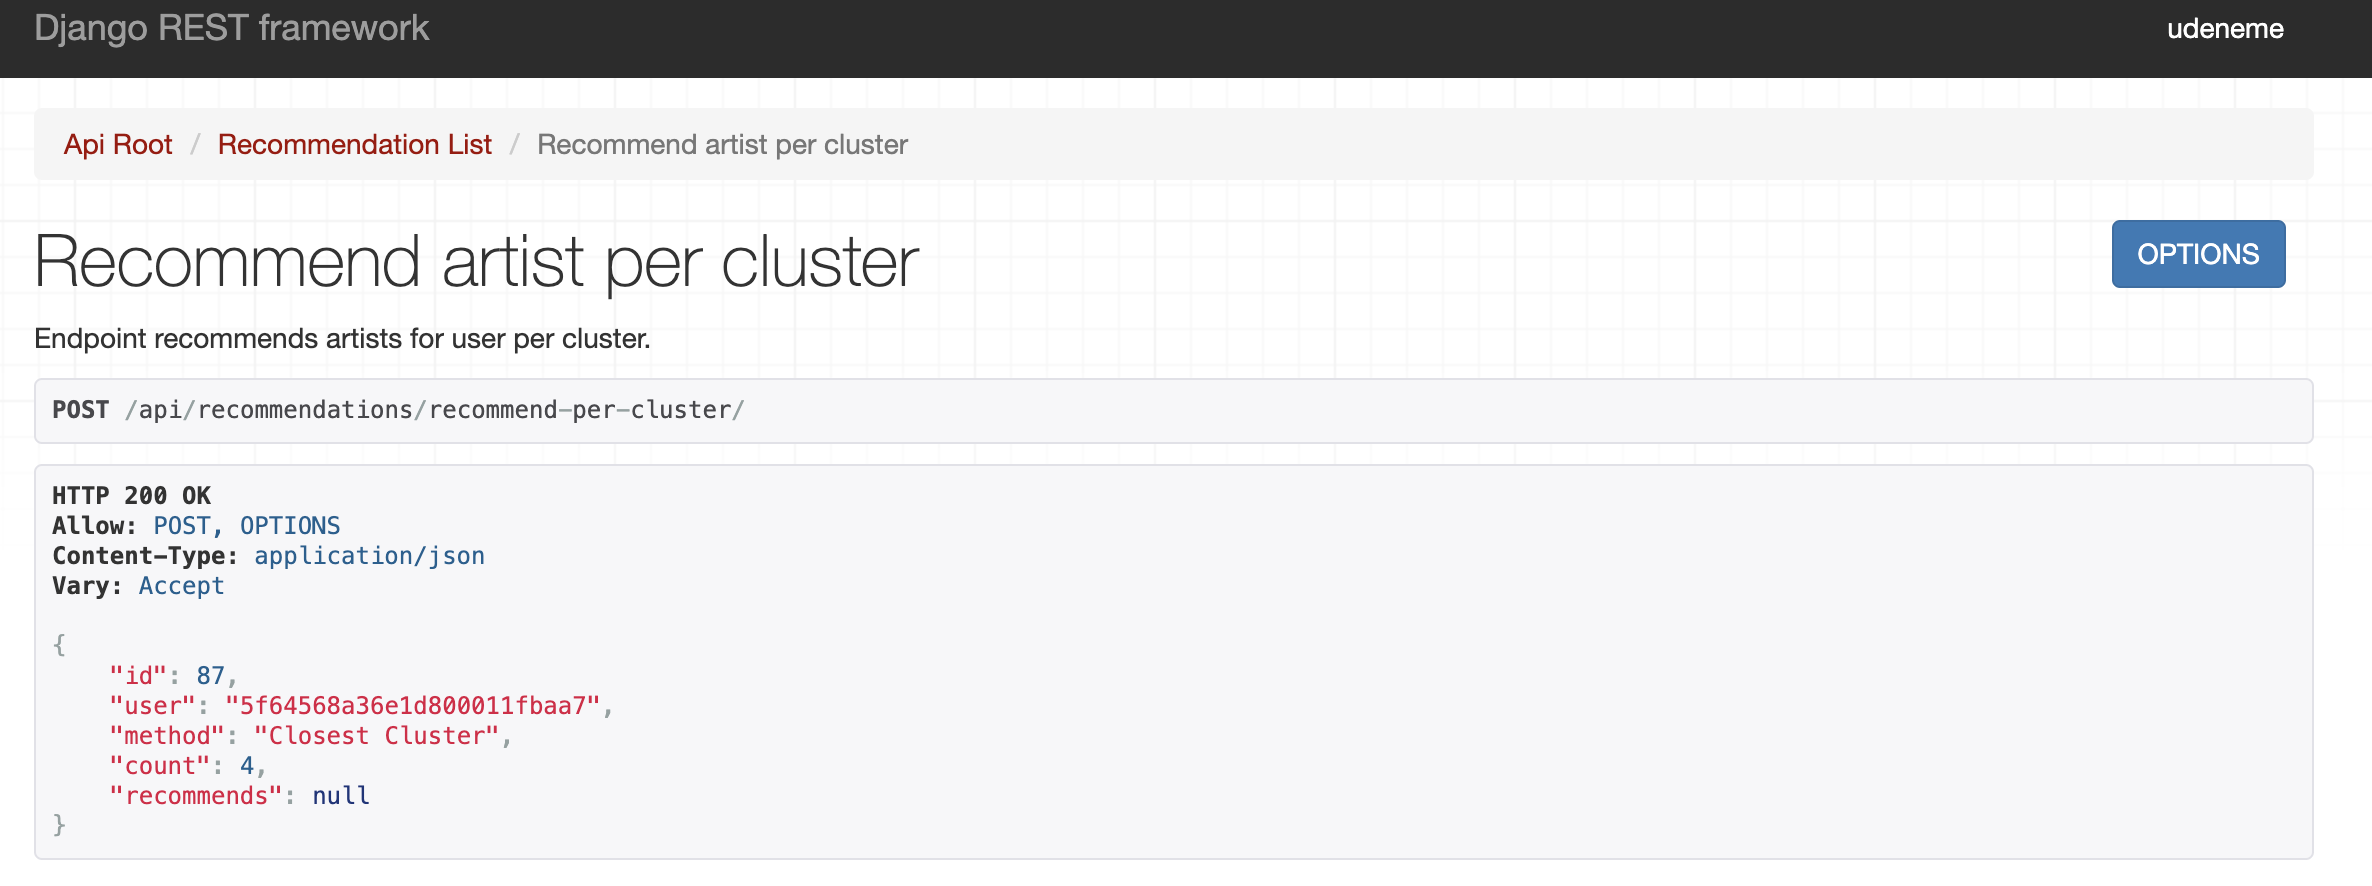 Django REST framework
udeneme
Api Root / Recommendation List / Recommend artist per cluster
Recommend artist per cluster
OPTIONS
Endpoint recommends artists for user per cluster.
POST /api/recommendations/recommend-per-cluster/
HTTP 200 OK
Allow: POST, OPTIONS
Content-Type: application/json
Vary: Accept
{
    "id": 87,
    "user": "5f64568a36e1d800011fbaa7",
    "method": "Closest Cluster",
    "count": 4,
    "recommends": null
}